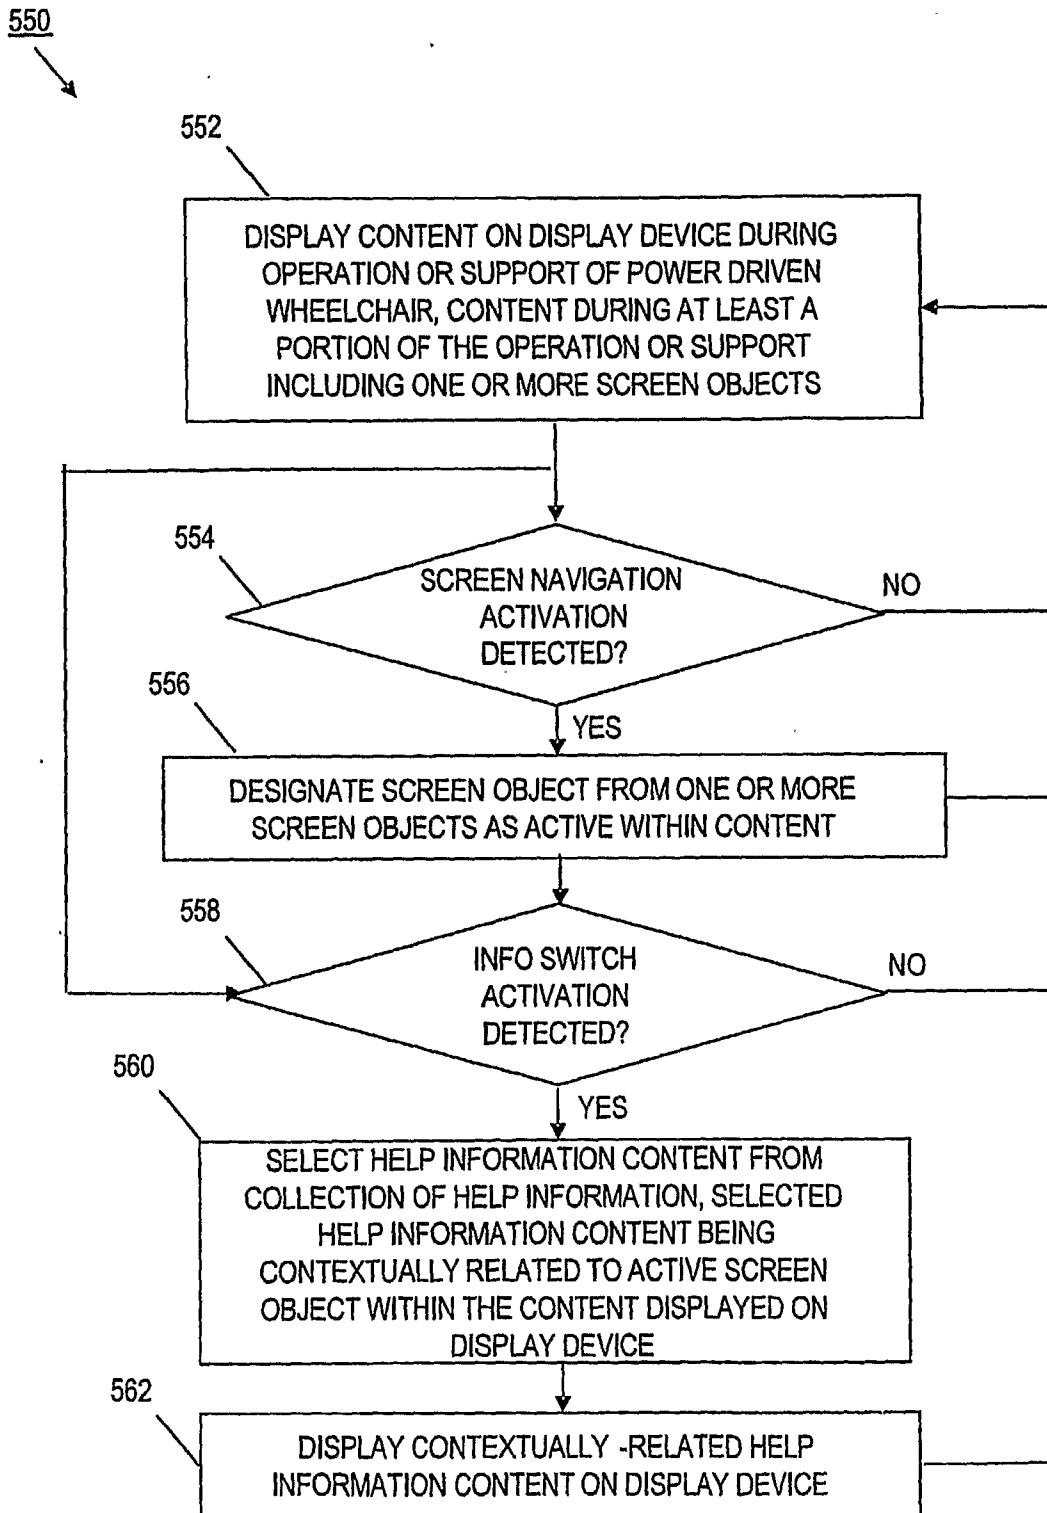 550
552
DISPLAY CONTENT ON DISPLAY DEVICE DURING
OPERATION OR SUPPORT OF POWER DRIVEN
WHEELCHAIR, CONTENT DURING AT LEAST A
PORTION OF THE OPERATION OR SUPPORT
INCLUDING ONE OR MORE SCREEN OBJECTS
554
SCREEN NAVIGATION
ACTIVATION
DETECTED?
NO
YES
556
DESIGNATE SCREEN OBJECT FROM ONE OR MORE
SCREEN OBJECTS AS ACTIVE WITHIN CONTENT
558
INFO SWITCH
ACTIVATION
DETECTED?
NO
YES
560
SELECT HELP INFORMATION CONTENT FROM
COLLECTION OF HELP INFORMATION, SELECTED
HELP INFORMATION CONTENT BEING
CONTEXTUALLY RELATED TO ACTIVE SCREEN
OBJECT WITHIN THE CONTENT DISPLAYED ON
DISPLAY DEVICE
562
DISPLAY CONTEXTUALLY -RELATED HELP
INFORMATION CONTENT ON DISPLAY DEVICE